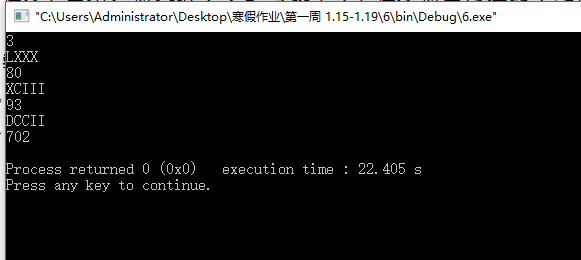 "C:\Users\Administrator\Desktop\寒假作业\第一周 1.15-1.19\6\bin\Debug\6.exe"
3
LXXX
80
XCIII
93
DCCII
702
Process returned 0 (0x0)   execution time : 22.405 s
Press any key to continue.